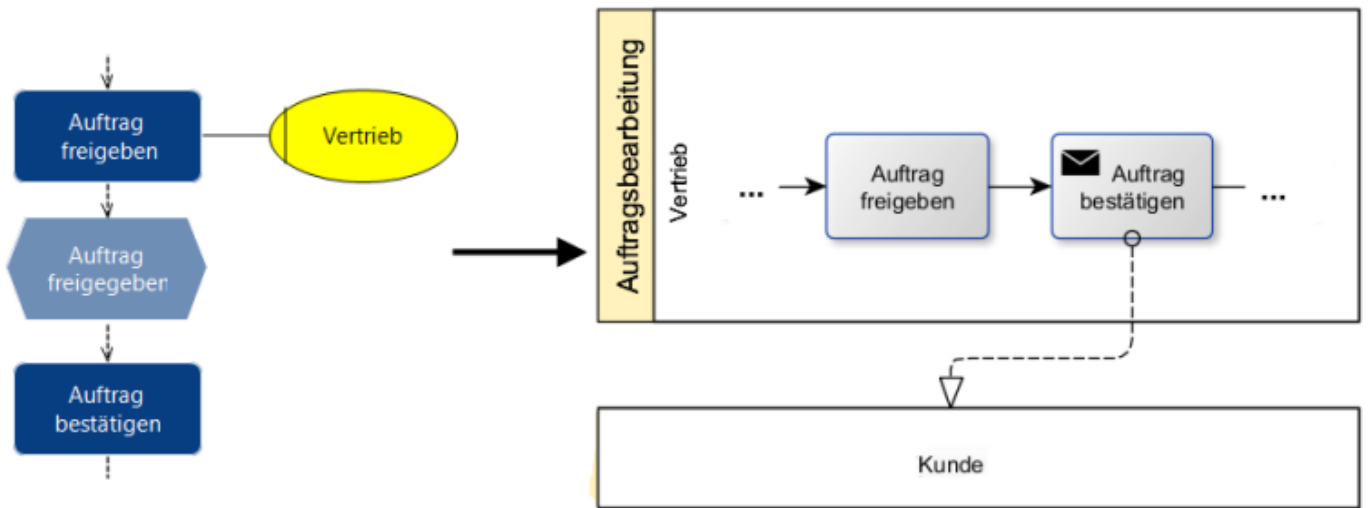 Auftrag
freigeben
Vertrieb
Auftrag
freigegeben
Auftrag
bestätigen
Auftragsbearbeitung
Vertrieb
...
Auftrag
freigeben
Auftrag
bestätigen
...
Kunde